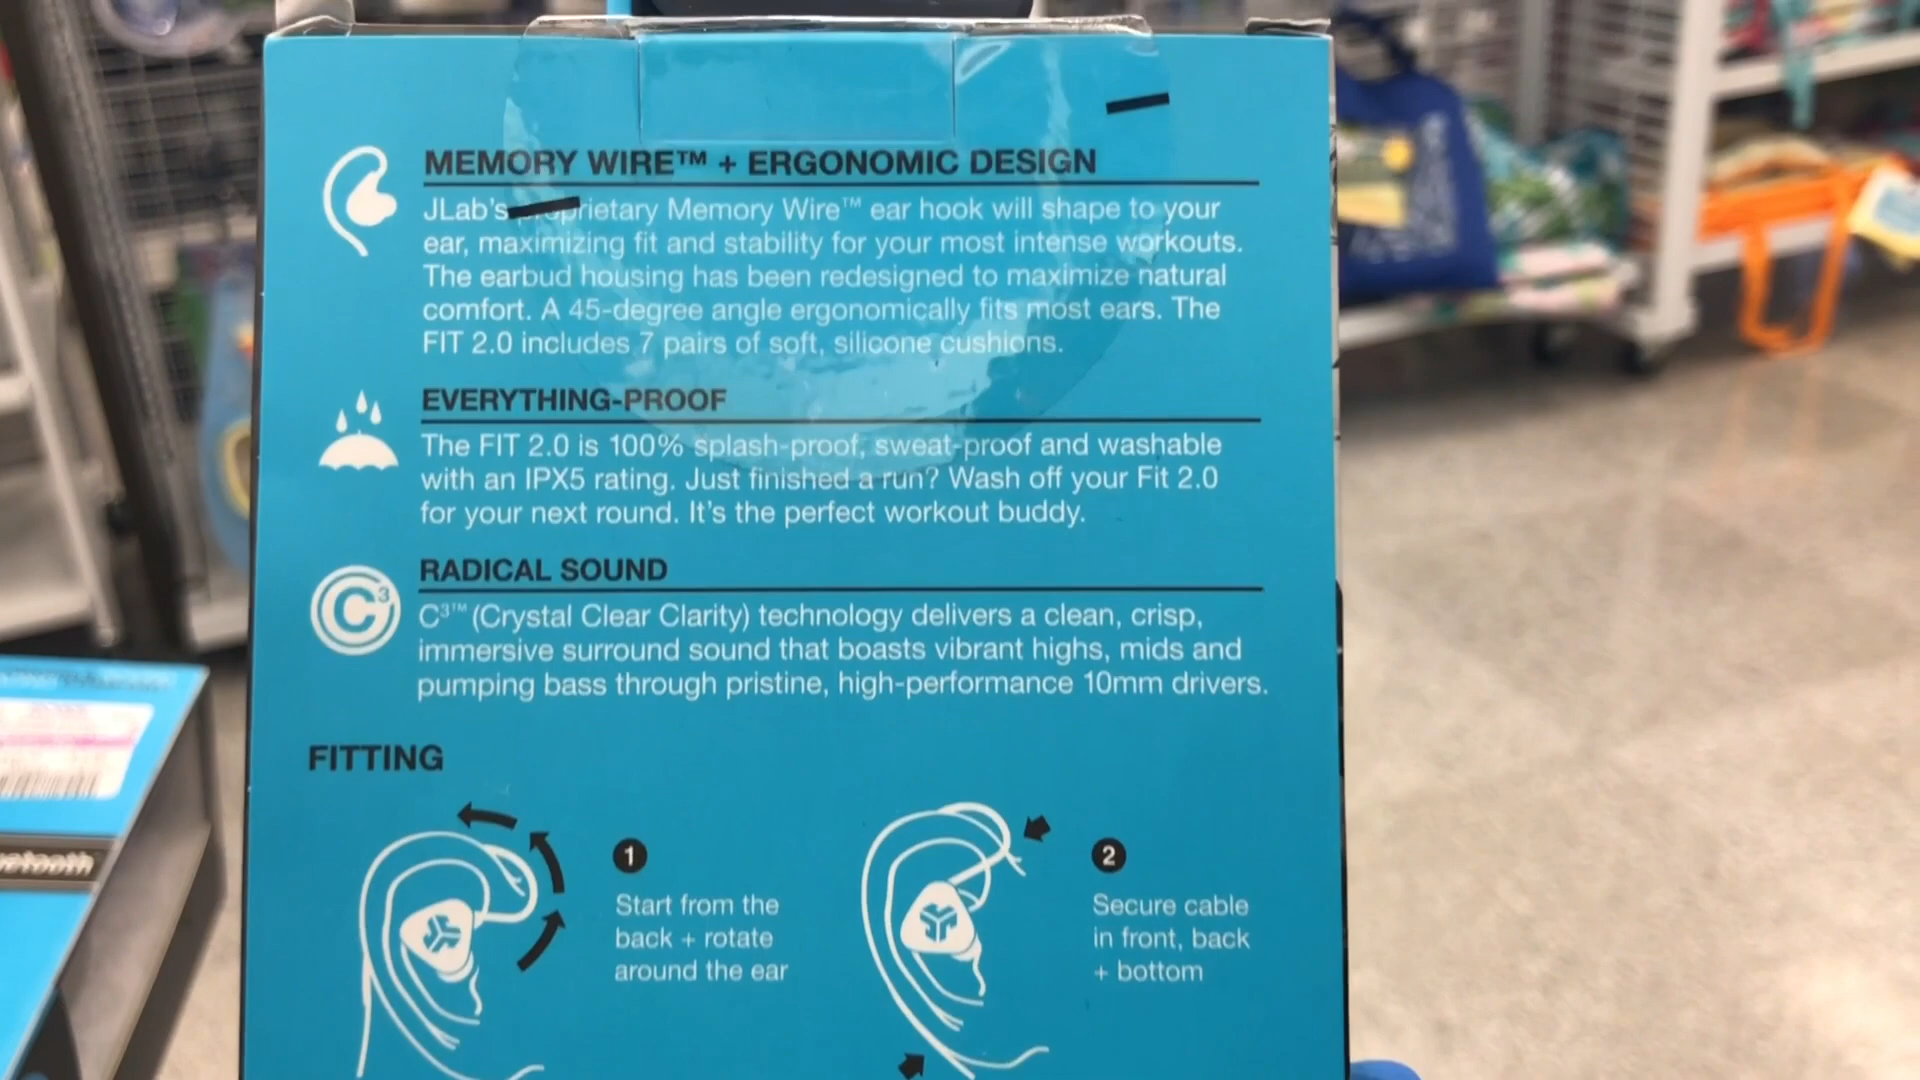 MEMORY WIRE™ + ERGONOMIC DESIGN
JLab's proprietary Memory Wire™ ear hook will shape to your
ear, maximizing fit and stability for your most intense workouts.
The earbud housing has been redesigned to maximize natural
comfort. A 45-degree angle ergonomically fits most ears. The
FIT 2.0 includes 7 pairs of soft, silicone cushions.
EVERYTHING-PROOF
The FIT 2.0 is 100% splash-proof, sweat-proof and washable
with an IPX5 rating. Just finished a run? Wash off your Fit 2.0
for your next round. It's the perfect workout buddy.
C³
RADICAL SOUND
C³™ (Crystal Clear Clarity) technology delivers a clean, crisp,
immersive surround sound that boasts vibrant highs, mids and
pumping bass through pristine, high-performance 10mm drivers.
FITTING
1
Start from the
back + rotate
around the ear
2
Secure cable
in front, back
+ bottom